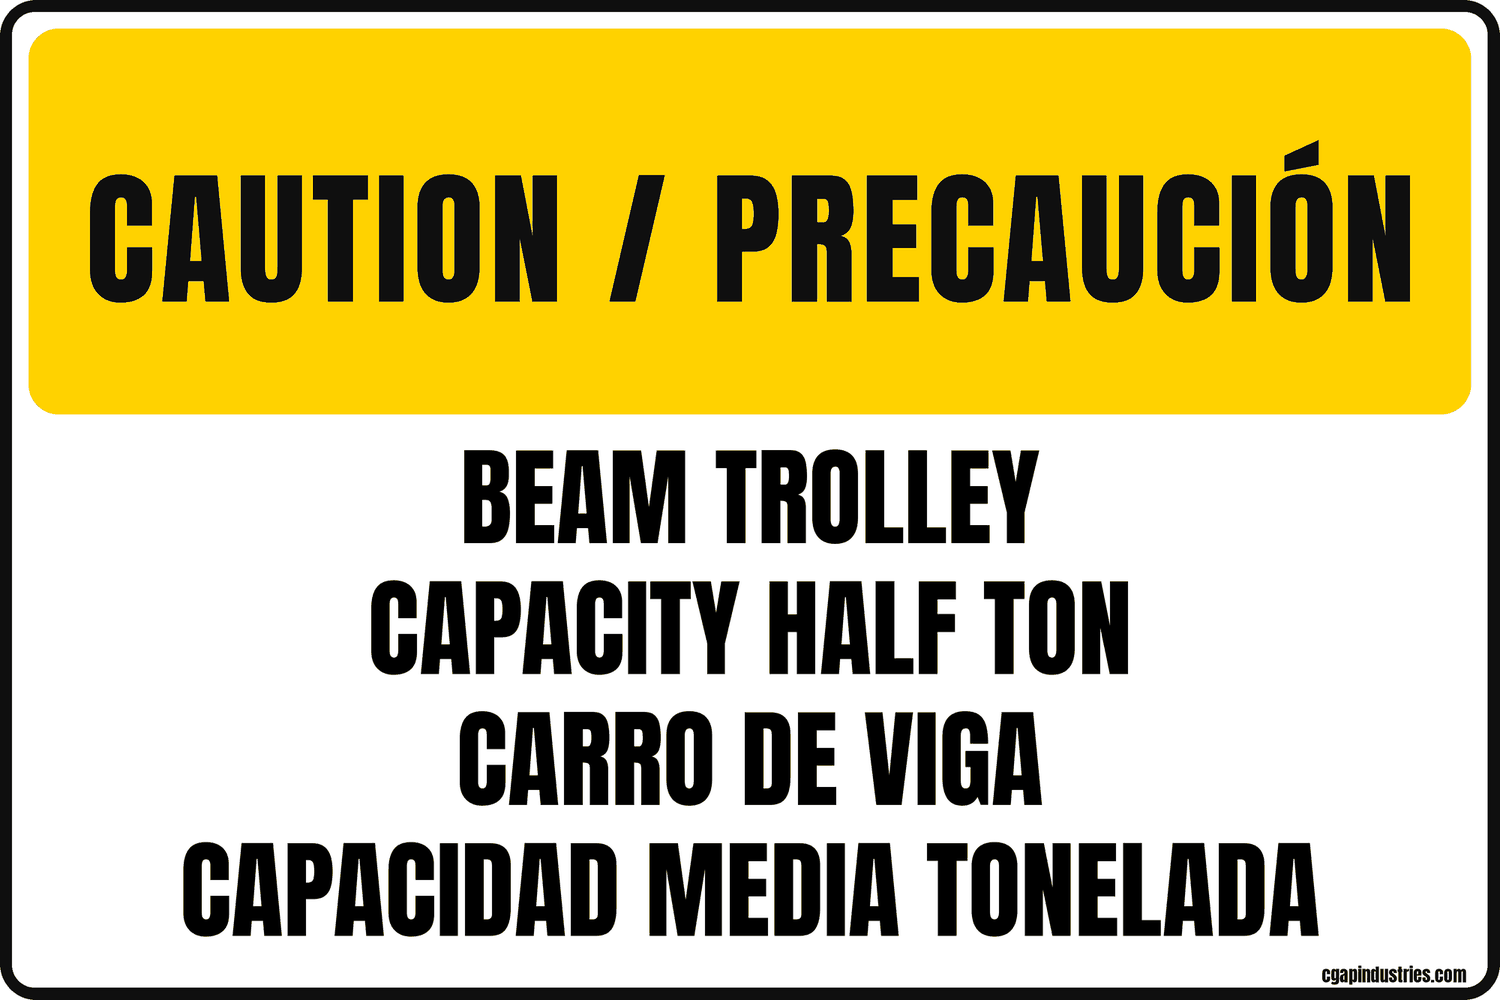 CAUTION / PRECAUCIÓN
BEAM TROLLEY
CAPACITY HALF TON
CARRO DE VIGA
CAPACIDAD MEDIA TONELADA
cgapindustries.com